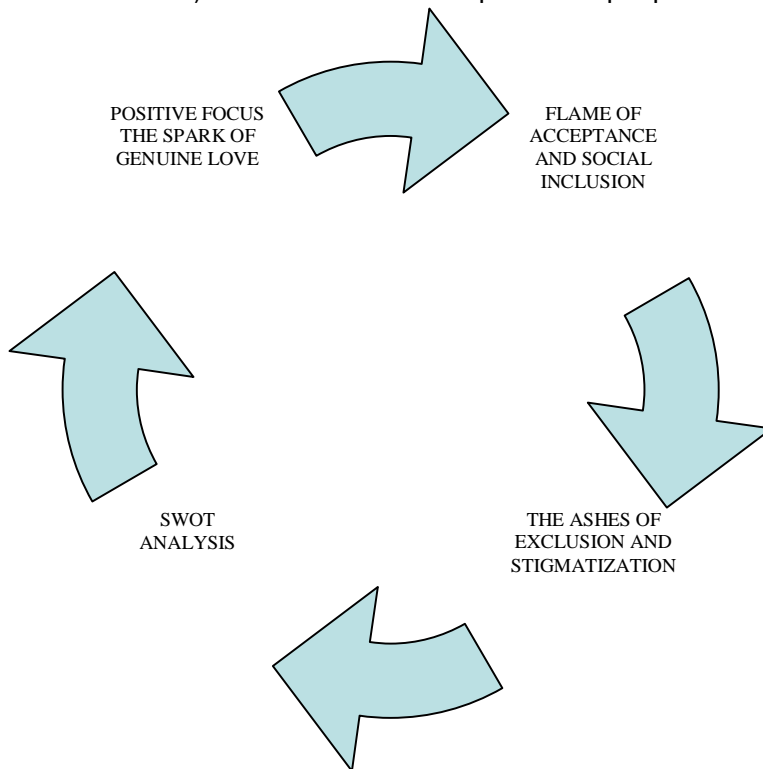 POSITIVE FOCUS
THE SPARK OF
GENUINE LOVE
FLAME OF
ACCEPTANCE
AND SOCIAL
INCLUSION
SWOT
ANALYSIS
THE ASHES OF
EXCLUSION AND
STIGMATIZATION